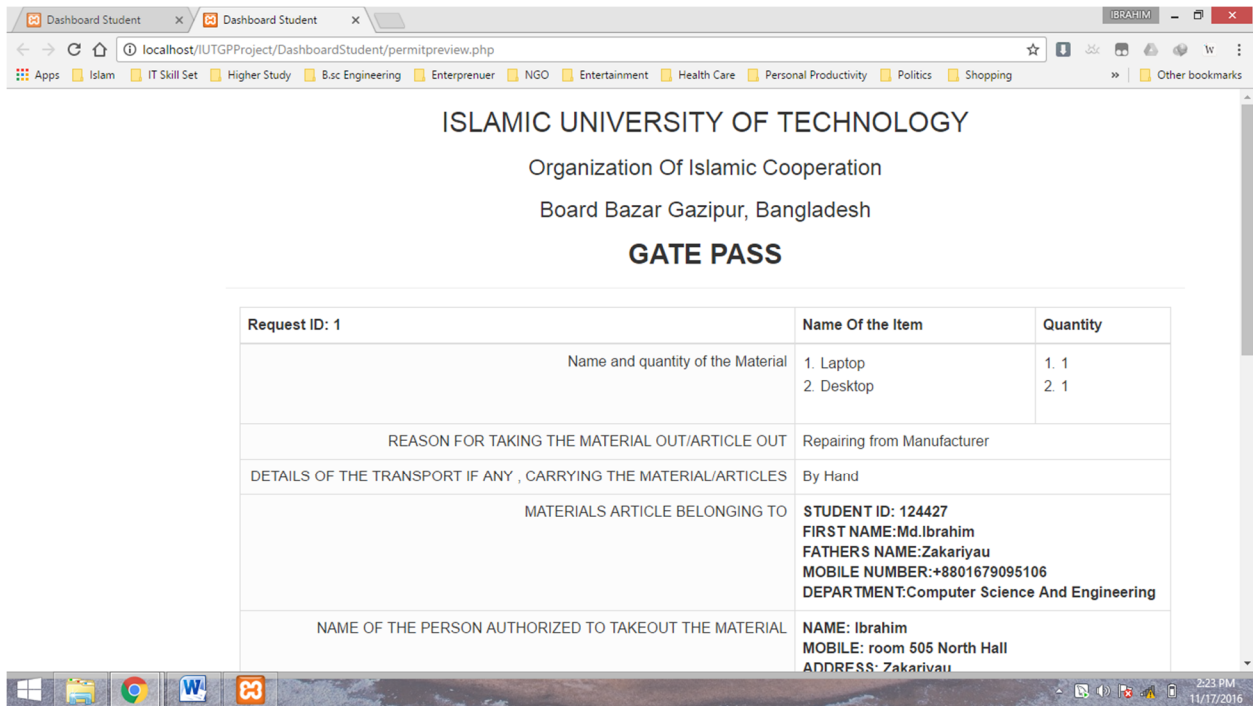 Dashboard Student
Dashboard Student
IBRAHIM
localhost/IUTGPProject/DashboardStudent/permitpreview.php
Apps Islam IT Skill Set Higher Study B.sc Engineering Enterprenuer NGO Entertainment Health Care Personal Productivity Politics Shopping » Other bookmarks
ISLAMIC UNIVERSITY OF TECHNOLOGY
Organization Of Islamic Cooperation
Board Bazar Gazipur, Bangladesh
GATE PASS
Request ID: 1 Name Of the Item Quantity
Name and quantity of the Material 1. Laptop 1. 1
2. Desktop 2. 1
REASON FOR TAKING THE MATERIAL OUT/ARTICLE OUT Repairing from Manufacturer
DETAILS OF THE TRANSPORT IF ANY , CARRYING THE MATERIAL/ARTICLES By Hand
MATERIALS ARTICLE BELONGING TO STUDENT ID: 124427
FIRST NAME:Md.Ibrahim
FATHERS NAME:Zakariyau
MOBILE NUMBER:+8801679095106
DEPARTMENT:Computer Science And Engineering
NAME OF THE PERSON AUTHORIZED TO TAKEOUT THE MATERIAL NAME: Ibrahim
MOBILE: room 505 North Hall
ADDRESS: Zakariyau
2:23 PM
11/17/2016